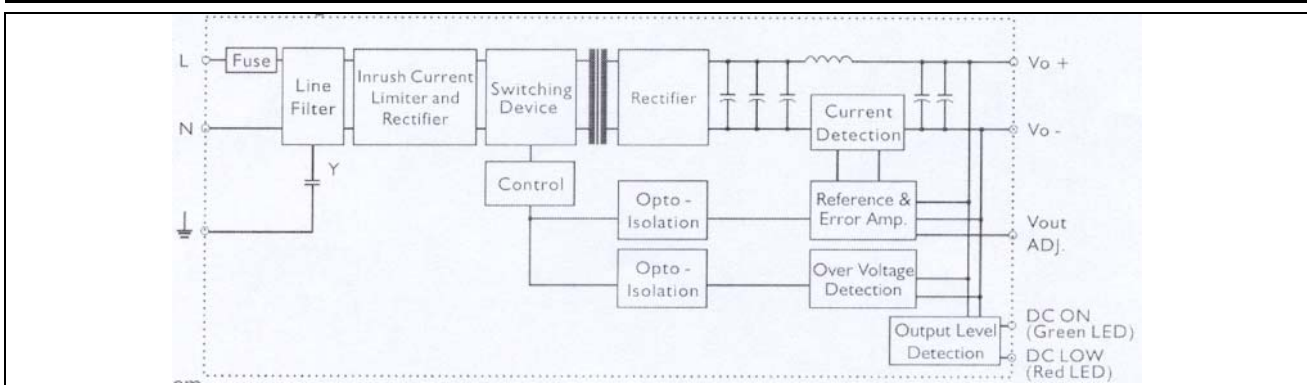 L
Fuse
Line
Filter
Inrush Current
Limiter and
Rectifier
Switching
Device
Rectifier
Current
Detection
Vo +
N
Vo -
Y
Control
Opto -
Isolation
Reference &
Error Amp.
Vout
ADJ.
Opto -
Isolation
Over Voltage
Detection
Output Level
Detection
DC ON
(Green LED)
DC LOW
(Red LED)